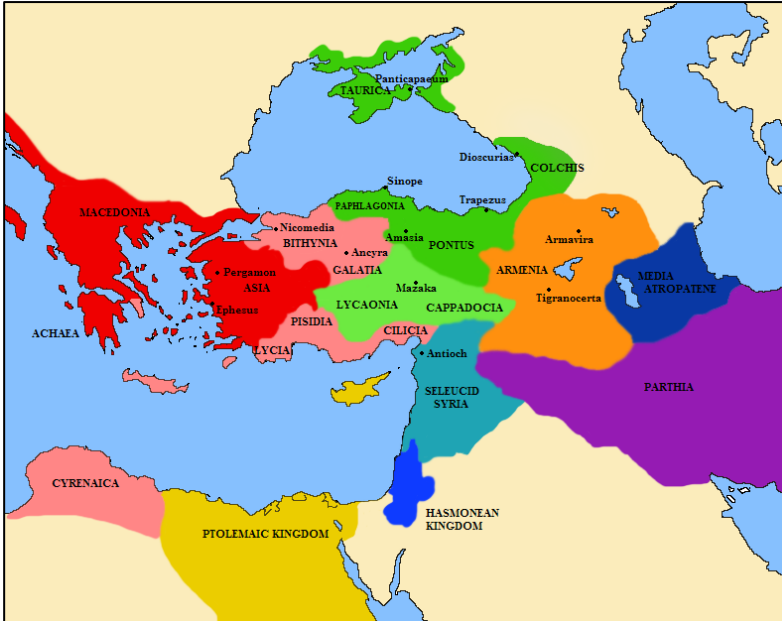 Panticapaeum
TAURICA
Dioscurias
COLCHIS
Sinope
MACEDONIA
PAPHLAGONIA
Trapezus
Nicomedia
BITHYNIA
Amasia
PONTUS
Armavira
Ancyra
GALATIA
Pergamon
ASIA
ARMENIA
MEDIA
ATROPATENE
Mazaka
Tigranocerta
LYCAONIA
CAPPADOCIA
Ephesus
PISIDIA
ACHAEA
CILICIA
LYCIA
Antioch
SELEUCID
SYRIA
PARTHIA
CYRENAICA
HASMONEAN
KINGDOM
PTOLEMAIC KINGDOM